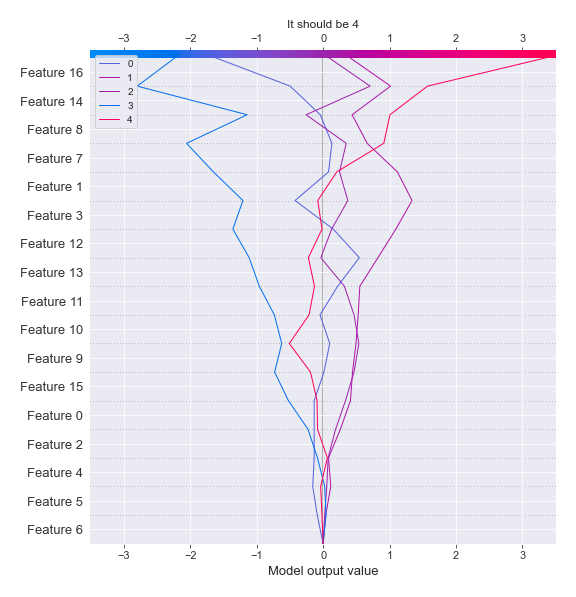 It should be 4
−3 −2 −1 0 1 2 3
0
1
2
3
4
Feature 16
Feature 14
Feature 8
Feature 7
Feature 1
Feature 3
Feature 12
Feature 13
Feature 11
Feature 10
Feature 9
Feature 15
Feature 0
Feature 2
Feature 4
Feature 5
Feature 6
−3 −2 −1 0 1 2 3
Model output value